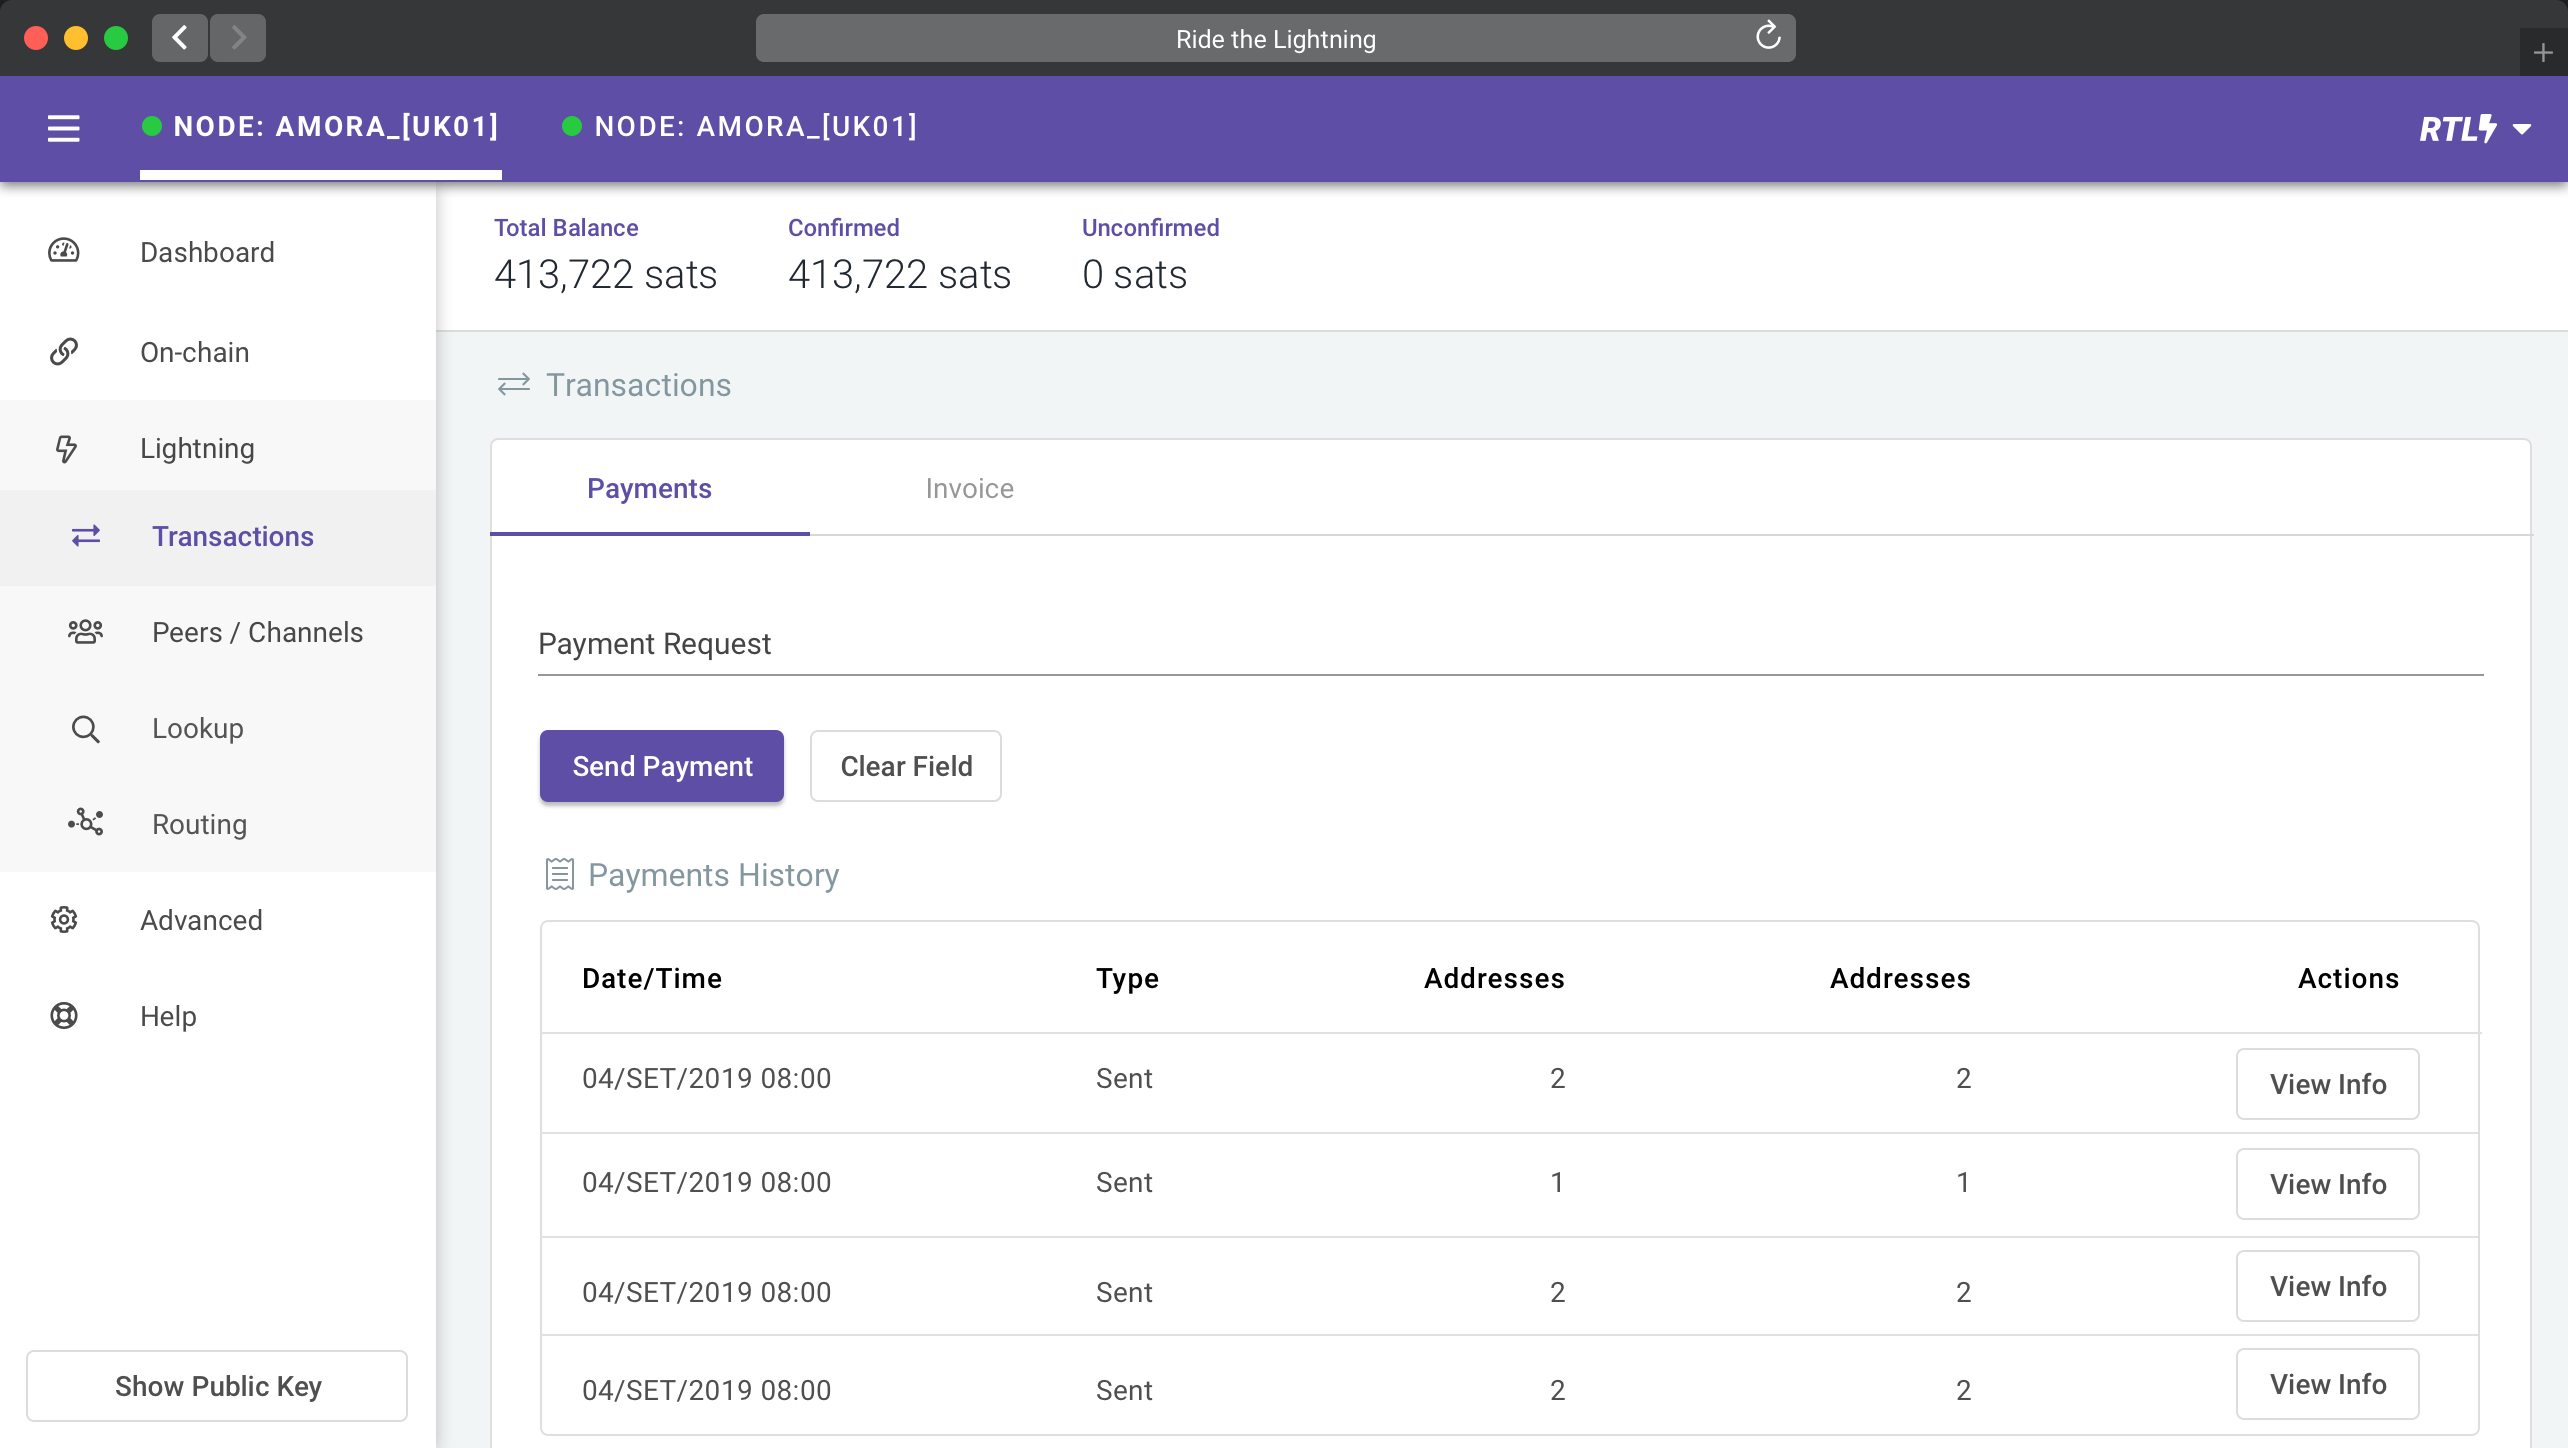 Ride the Lightning
NODE: AMORA_[UK01]
NODE: AMORA_[UK01]
RTL
Dashboard
On-chain
Lightning
Transactions
Peers / Channels
Lookup
Routing
Advanced
Help
Show Public Key
Total Balance Confirmed Unconfirmed
413,722 sats 413,722 sats 0 sats
Transactions
Payments Invoice
Payment Request
Send Payment Clear Field
Payments History
Date/Time Type Addresses Addresses Actions
04/SET/2019 08:00 Sent 2 2 View Info
04/SET/2019 08:00 Sent 1 1 View Info
04/SET/2019 08:00 Sent 2 2 View Info
04/SET/2019 08:00 Sent 2 2 View Info